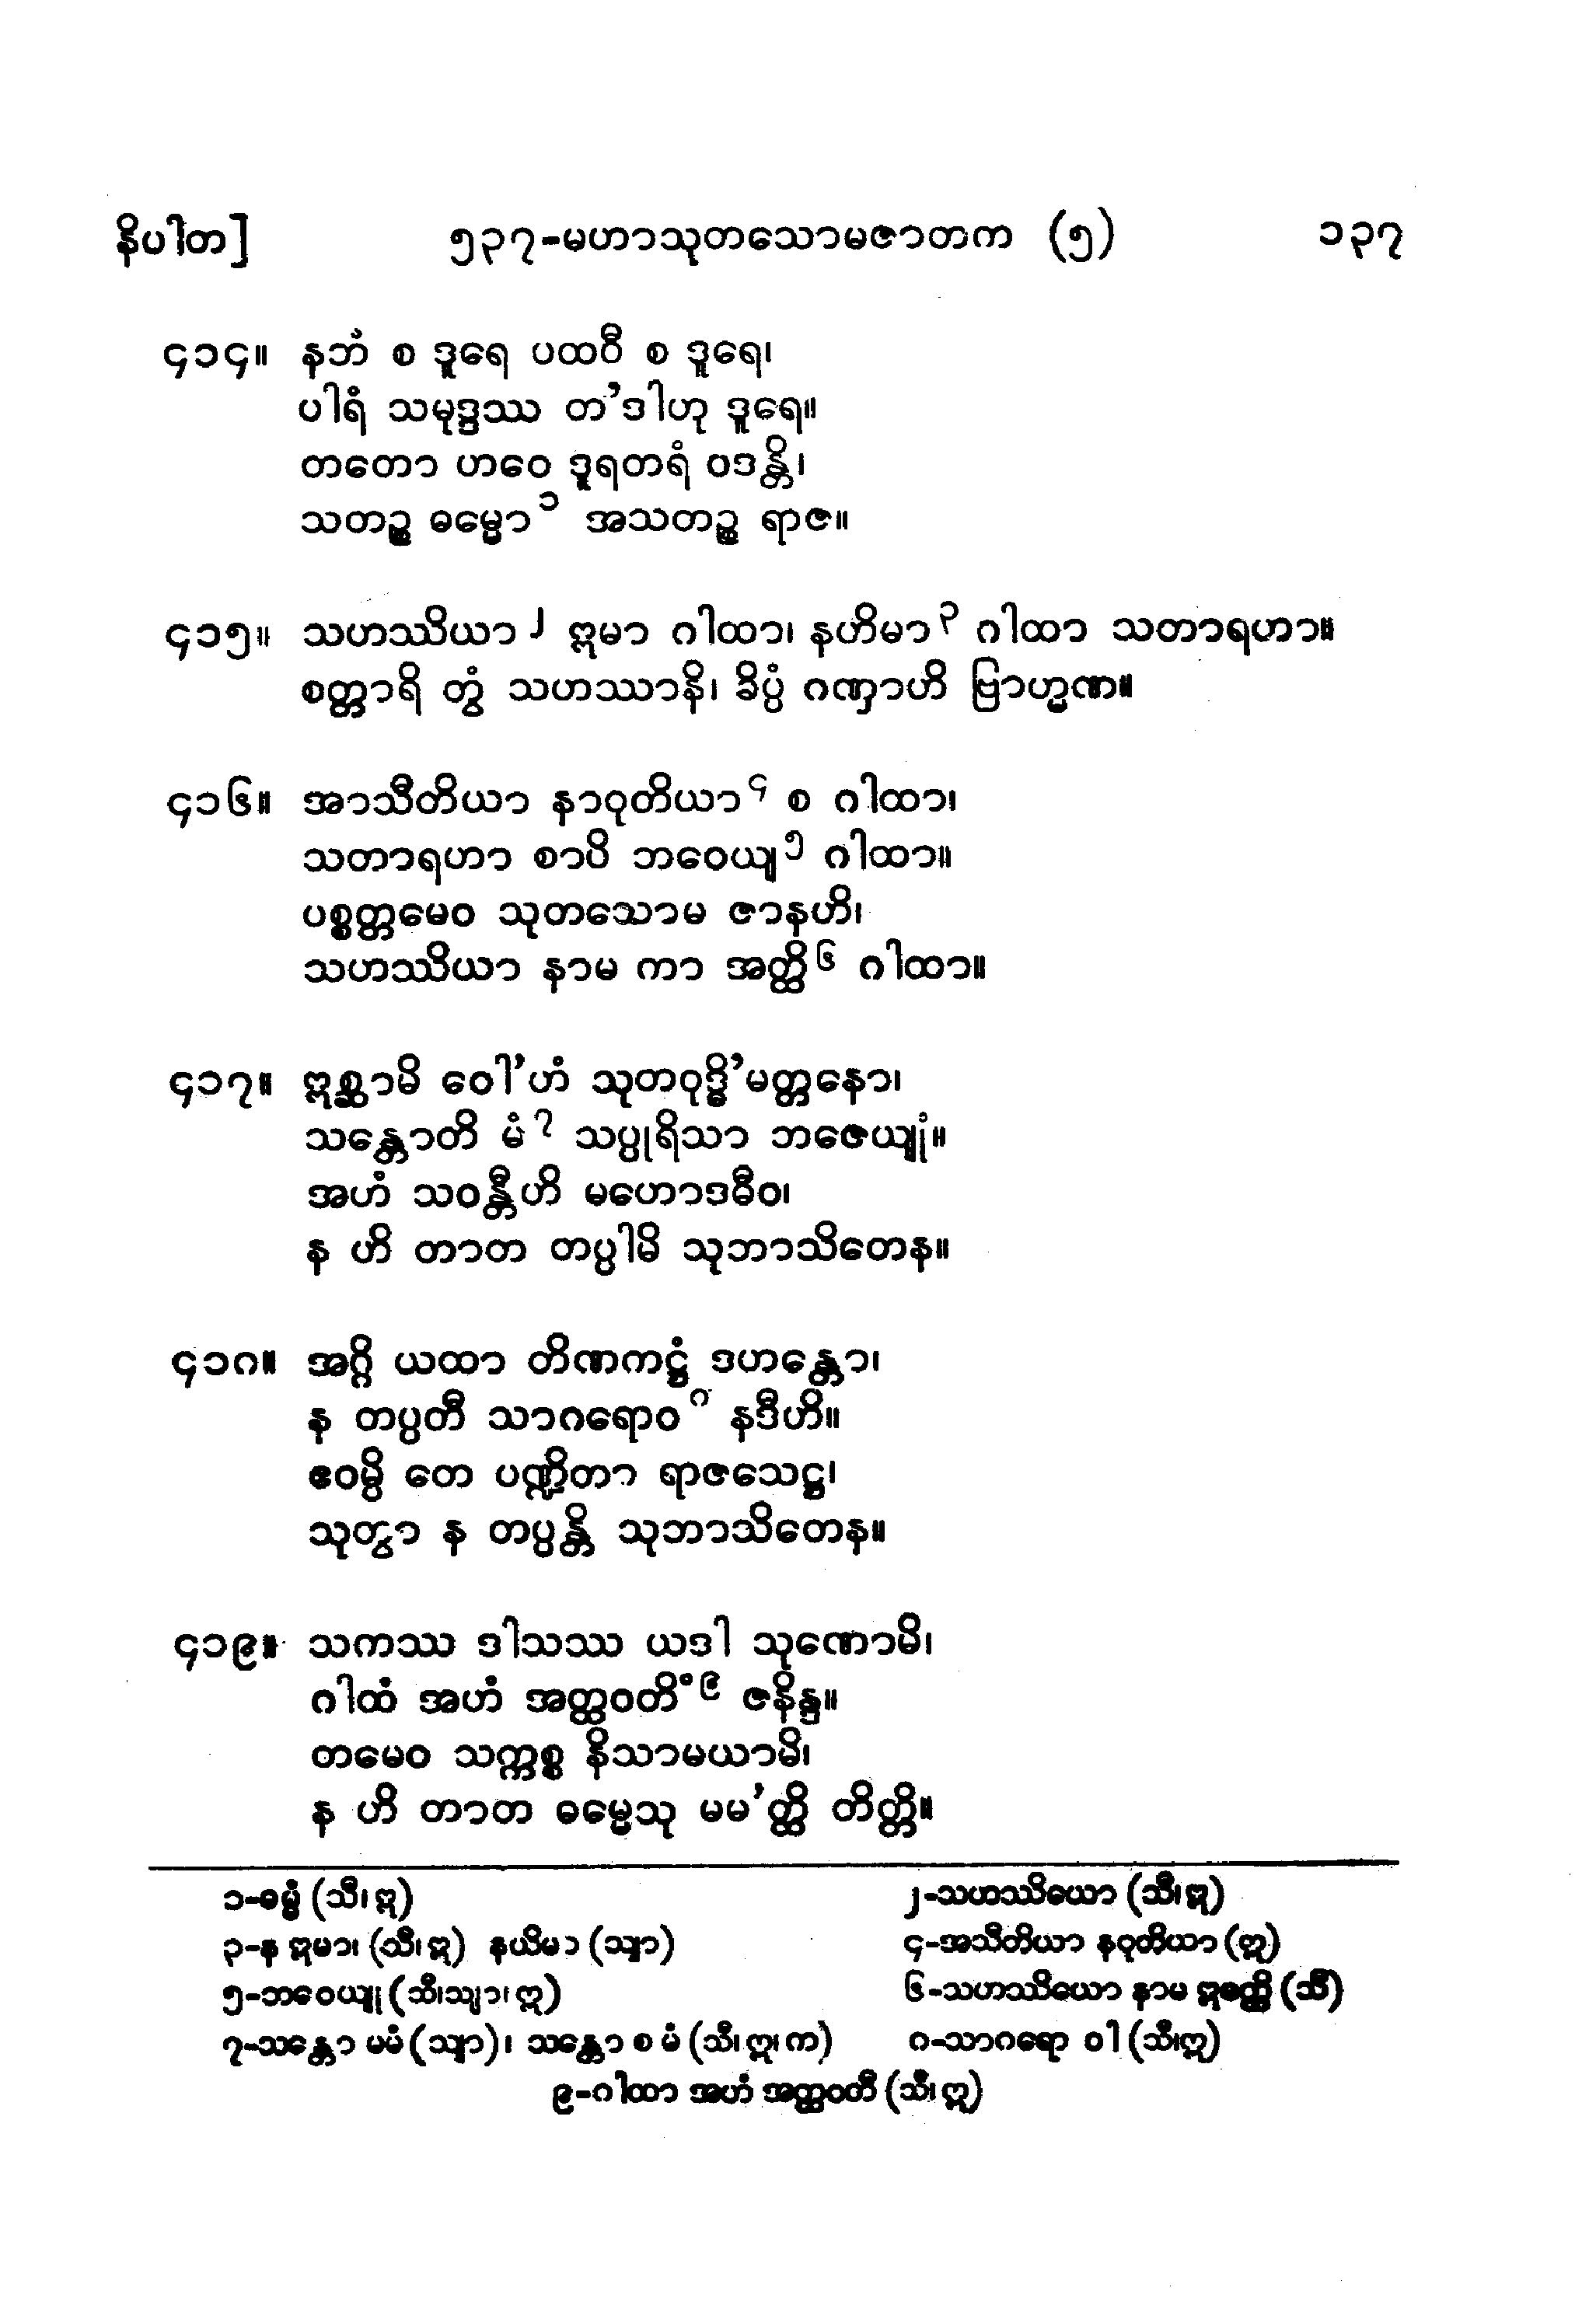 နိပါတ]
၅၃၇-မဟာသုတသောမဇာတက (၅)
၁၃၇
၄၁၄။ နဘံ စ ဒူရေ ပထဝီ စ ဒူရေ၊
ပါရံ သမုဒ္ဒဿ တ’ဒါဟု ဒူရေ။
တတော ဟဝေ ဒူရတရံ ဝဒန္တိ၊
သတဉ္စ ဓမ္မော၁ အသတဉ္စ ရာဇ။
၄၁၅။ သဟဿိယာ၂ ဣမာ ဂါထာ၊ နဟိမာ၃ ဂါထာ သတာရဟာ။
စတ္တာရိ တွံ သဟဿာနိ၊ ခိပ္ပံ ဂဏှာဟိ ဗြာဟ္မဏ။
၄၁၆။ အာသီတိယာ နာဝုတိယာ၄ စ ဂါထာ၊
သတာရဟာ စာပိ ဘဝေယျ၅ ဂါထာ။
ပစ္စတ္တမေဝ သုတသောမ ဇာနဟိ၊
သဟဿိယာ နာမ ကာ အတ္ထိ၆ ဂါထာ။
၄၁၇။ ဣစ္ဆာမိ ဝေါ’ဟံ သုတဝုဒ္ဓိ’မတ္တနော၊
သန္တောတိ မံ၇ သပ္ပုရိသာ ဘဇေယျုံ။
အဟံ သဝန္တီဟိ မဟောဒဓီဝ၊
န ဟိ တာတ တပ္ပါမိ သုဘာသိတေန။
၄၁၈။ အဂ္ဂိ ယထာ တိဏကဋ္ဌံ ဒဟန္တော၊
န တပ္ပတီ သာဂရောဝ၈ နဒီဟိ။
ဧဝမ္ပိ တေ ပဏ္ဍိတာ ရာဇသေဋ္ဌ၊
သုတွာ န တပ္ပန္တိ သုဘာသိတေန။
၄၁၉။ သကဿ ဒါသဿ ယဒါ သုဏောမိ၊
ဂါထံ အဟံ အတ္ထဝတိံ၉ ဇနိန္ဒ။
တမေဝ သက္ကစ္စ နိသာမယာမိ၊
န ဟိ တာတ ဓမ္မေသု မမ’တ္ထိ တိတ္တိ။
၁-ဓမ္မံ (သီ၊ ဣ)
၂-သဟဿိယော (သီ၊ ဣ)
၃-န ဣမာ၊ (သီ၊ ဣ) နယိမာ (သျာ)
၄-အသီတိယာ နဝုတိယာ (ဣ)
၅-ဘဝေယျု (သီ၊သျာ၊ ဣ)
၆-သဟဿိယော နာမ ဣဓတ္ထိ (သီ)
၇-သန္တော မမံ (သျာ)၊ သန္တော စ မံ (သီ၊ ဣ၊ က)
၈-သာဂရော ဝါ (သီ၊ဣ)
၉-ဂါထာ အဟံ အတ္ထဝတီ (သီ၊ ဣ)